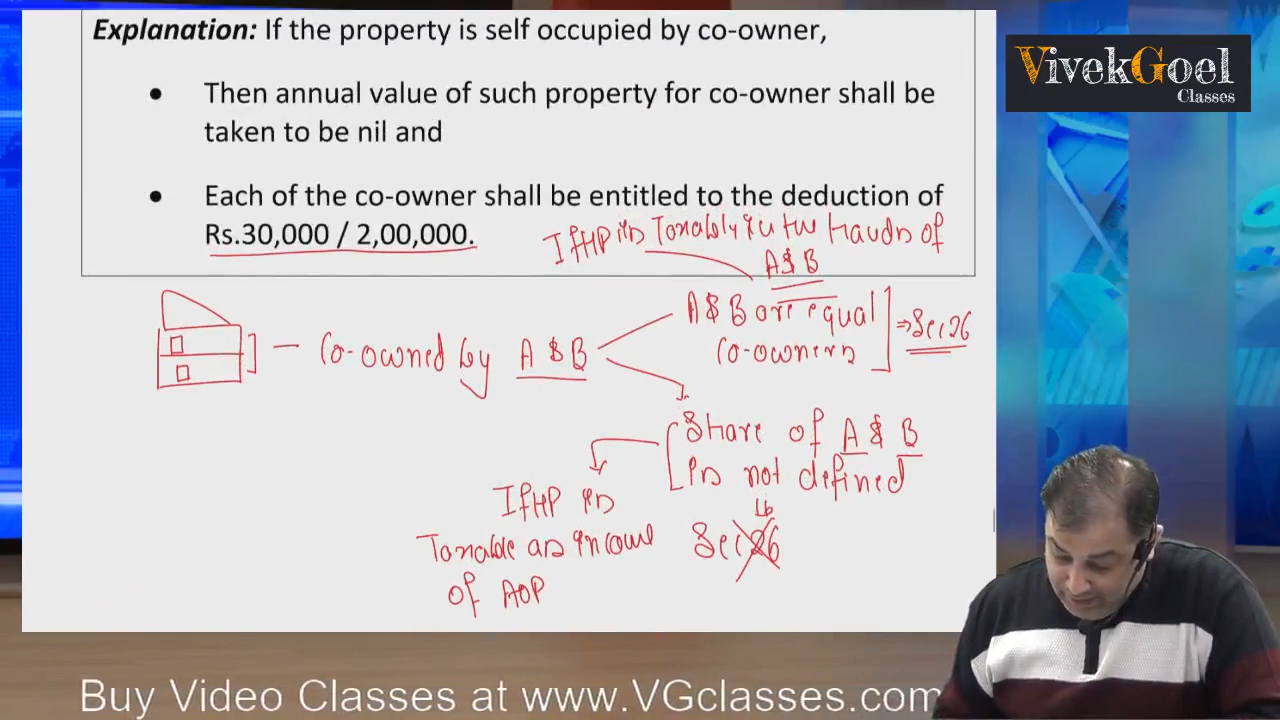 Explanation: If the property is self occupied by co-owner,
VivekGoel
Classes
• Then annual value of such property for co-owner shall be
taken to be nil and
• Each of the co-owner shall be entitled to the deduction of
Rs.30,000 / 2,00,000.
IFHP is Taxable in the hands of
A & B
A & B are equal
co-owners
⇒ Sec 26
Co-owned by A & B
Share of A & B
is not defined
IFHP is
Taxable as income
of AOP
Sec 26
Buy Video Classes at www.VGclasses.com